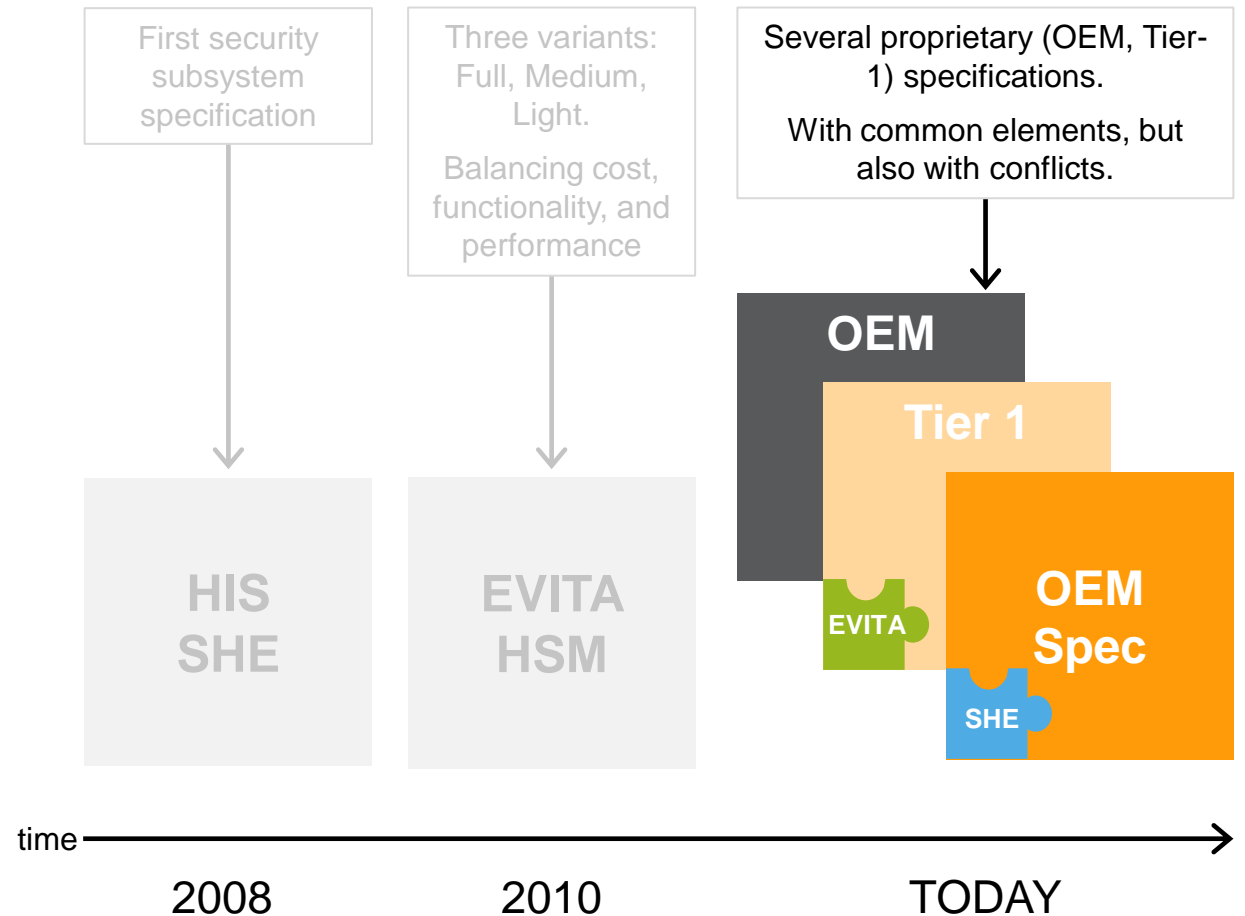 First security
subsystem
specification
Three variants:
Full, Medium,
Light.
Balancing cost,
functionality, and
performance
Several proprietary (OEM, Tier-
1) specifications.
With common elements, but
also with conflicts.
HIS
SHE
EVITA
HSM
OEM
Tier 1
EVITA
OEM
Spec
SHE
time
2008
2010
TODAY